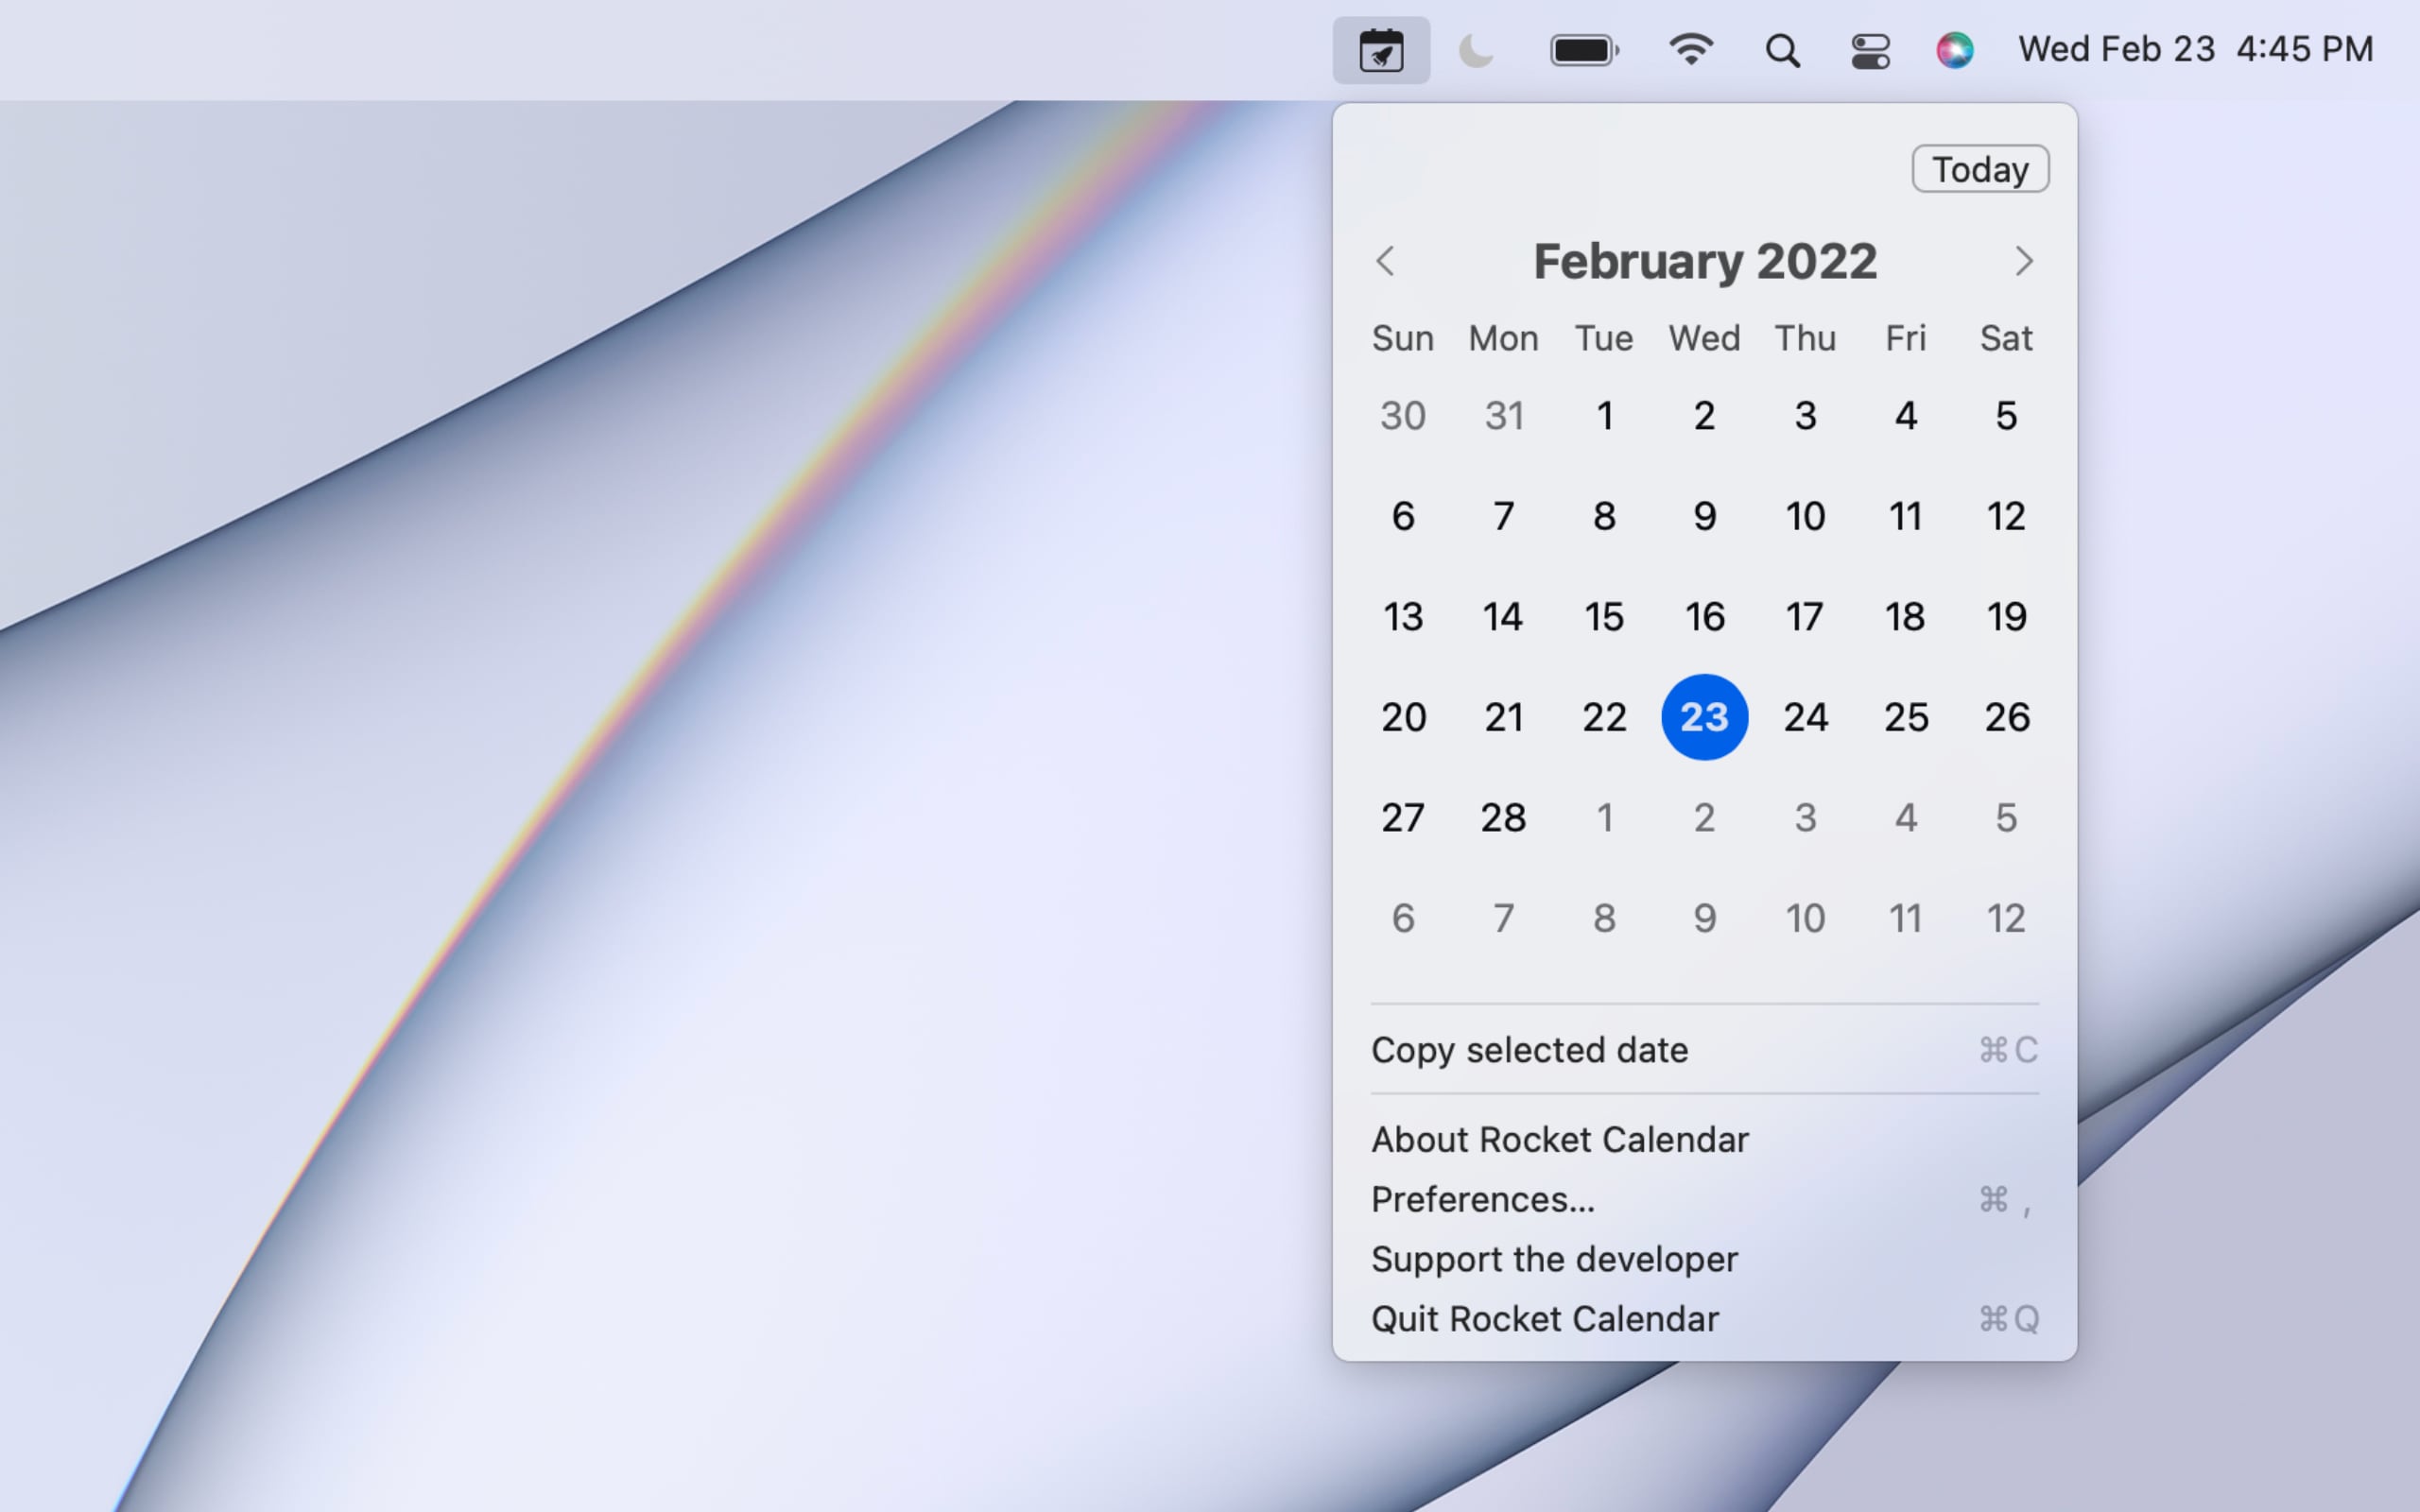 Wed Feb 23 4:45 PM
Today
February 2022
Sun Mon Tue Wed Thu Fri Sat
30 31 1 2 3 4 5
6 7 8 9 10 11 12
13 14 15 16 17 18 19
20 21 22 23 24 25 26
27 28 1 2 3 4 5
6 7 8 9 10 11 12
Copy selected date ⌘C
About Rocket Calendar
Preferences... ⌘ ,
Support the developer
Quit Rocket Calendar ⌘Q